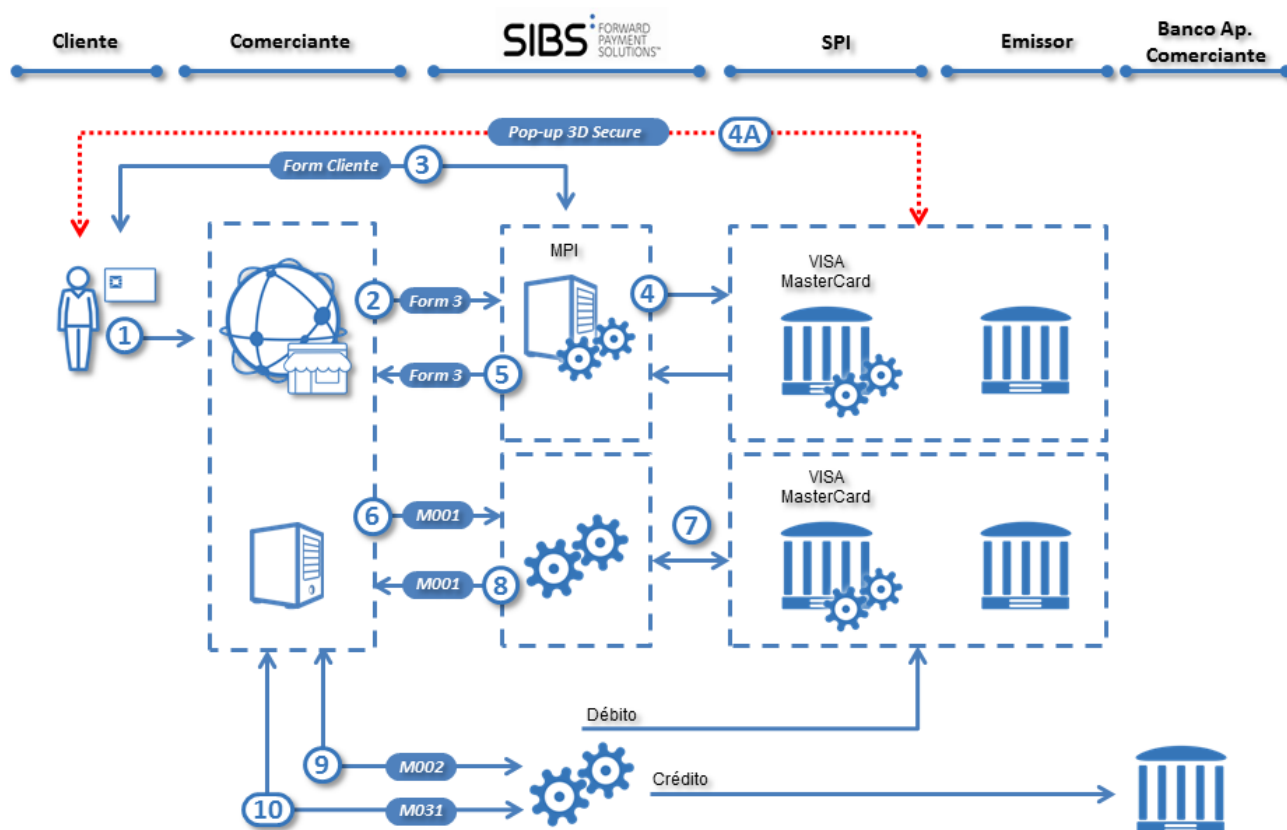 Cliente
Comerciante
SIBS FORWARD
PAYMENT
SOLUTIONS™
SPI
Emissor
Banco Ap.
Comerciante
Pop-up 3D Secure
4A
Form Cliente
3
MPI
VISA
MasterCard
1
2
Form 3
4
Form 3
5
VISA
MasterCard
6
M001
7
M001
8
Débito
9
M002
Crédito
10
M031